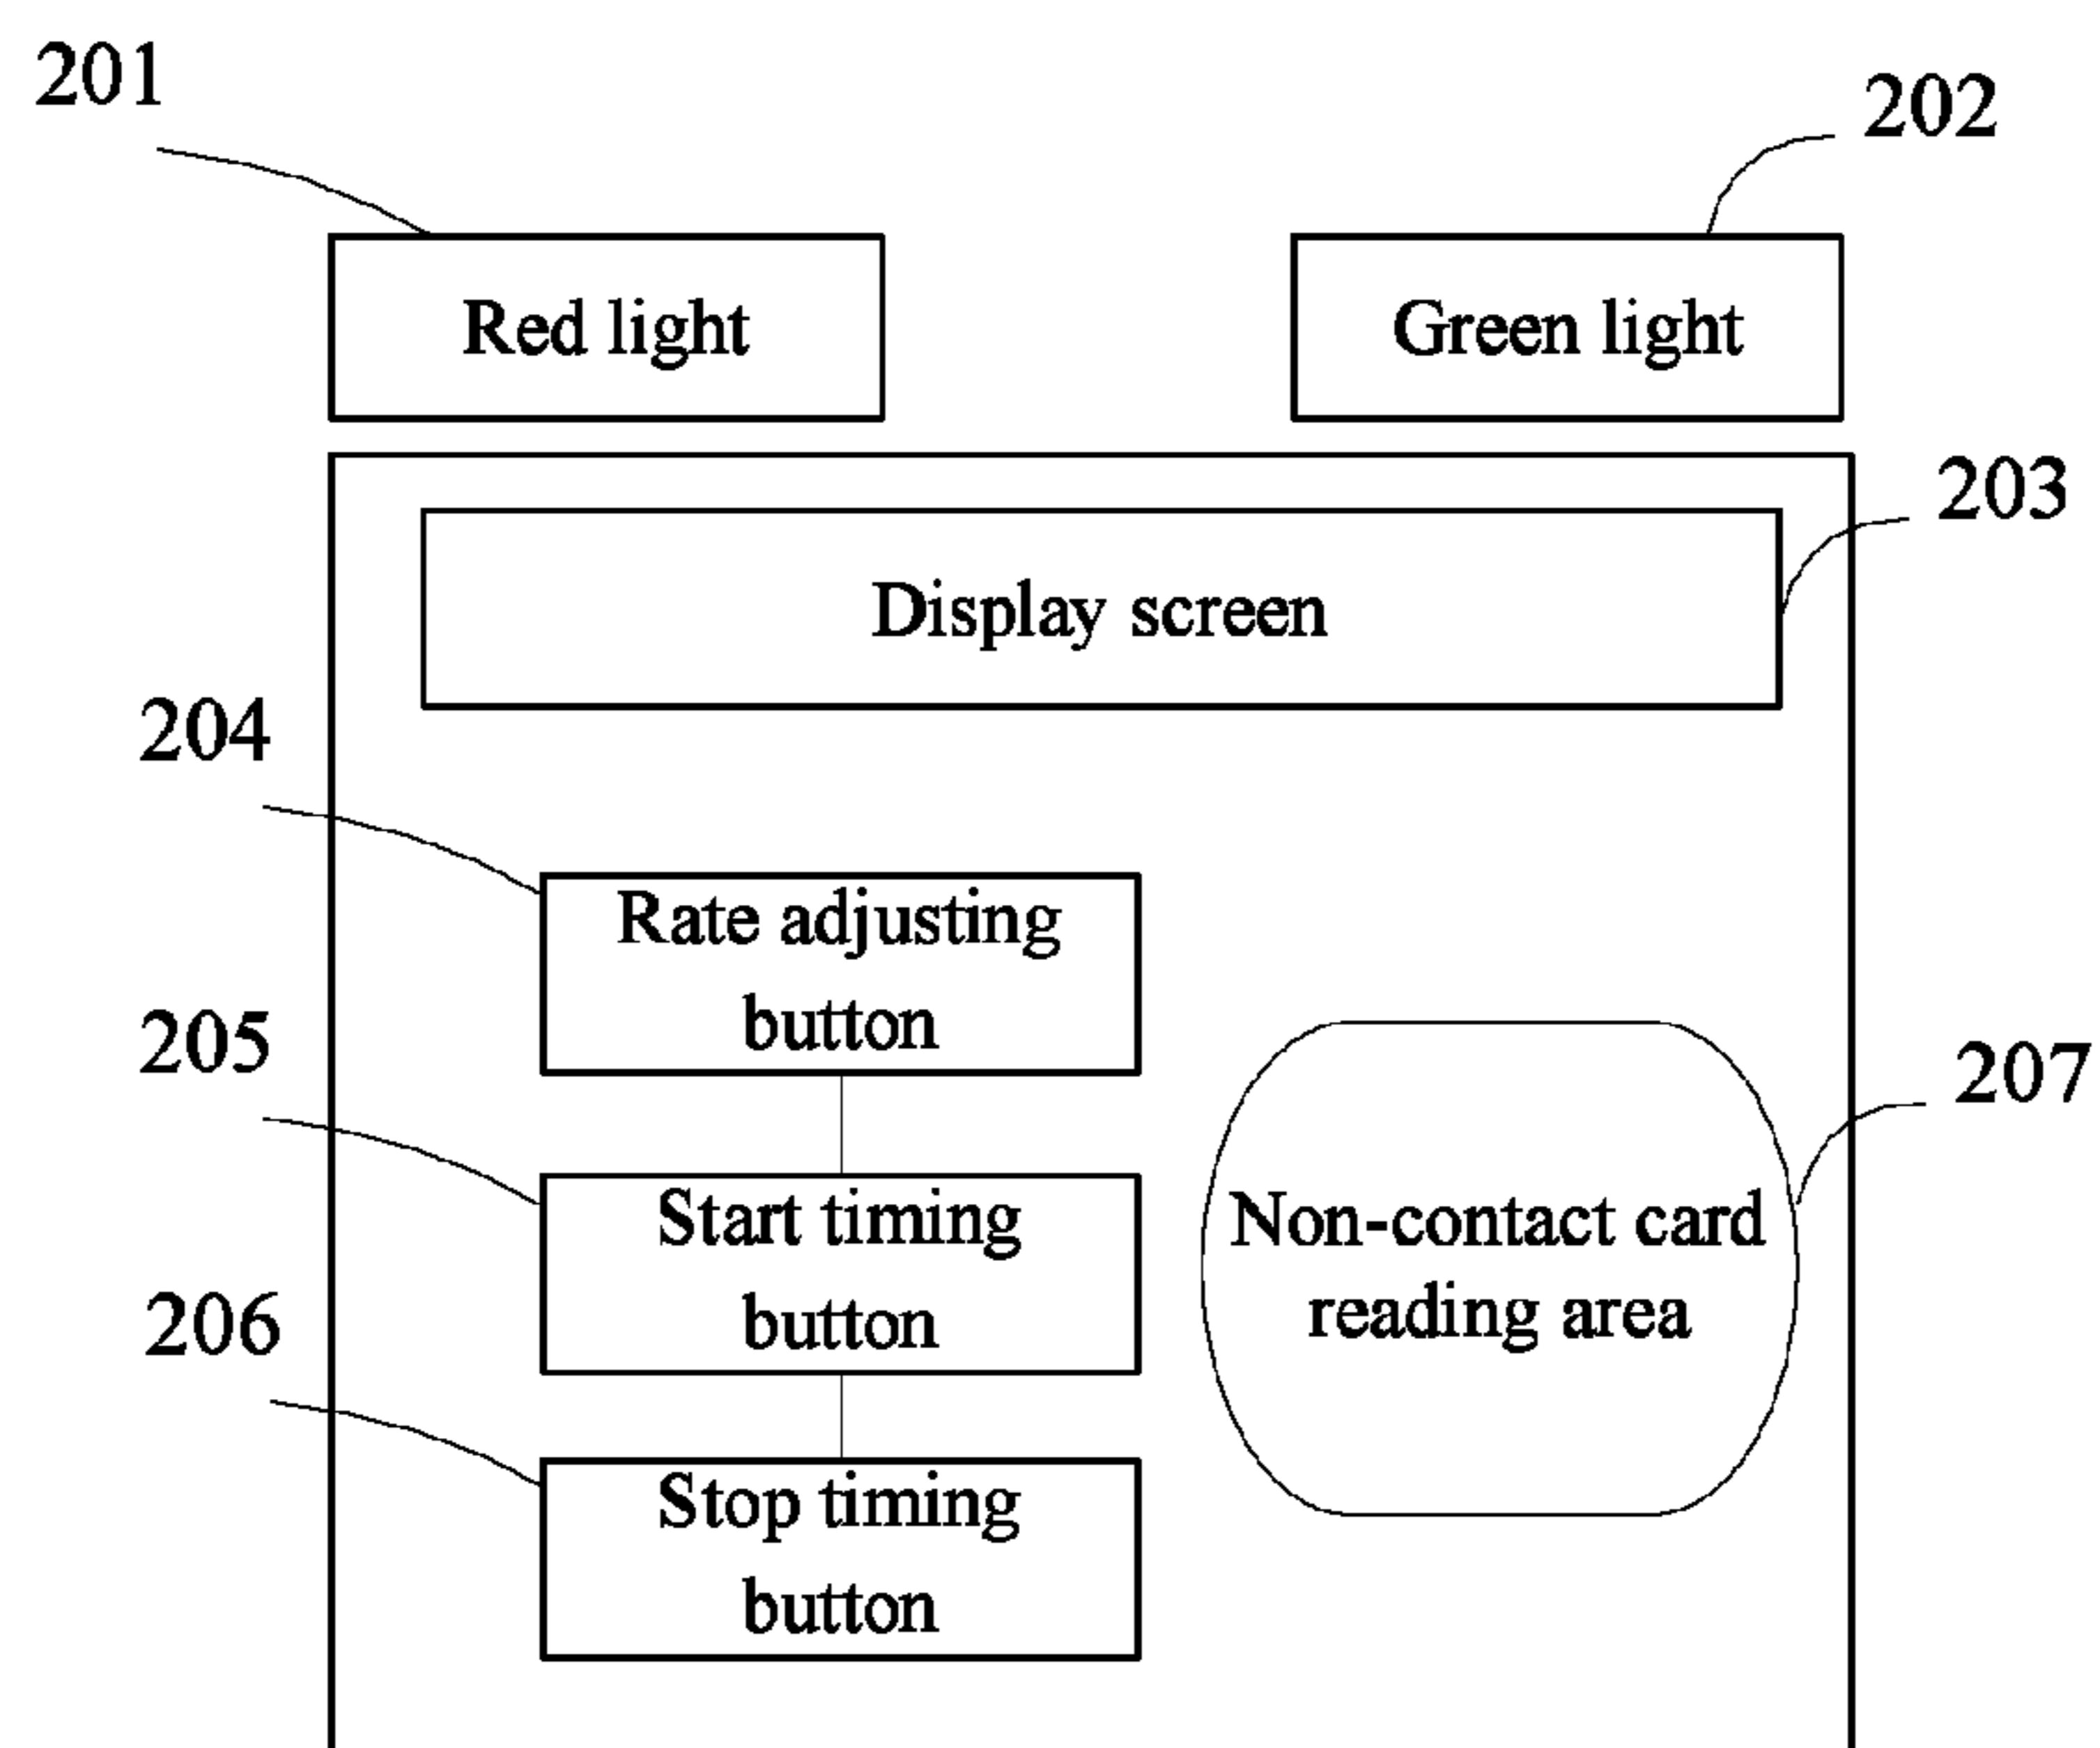 201
202
Red light
Green light
203
Display screen
204
Rate adjusting
button
205
207
Start timing
button
Non-contact card
reading area
206
Stop timing
button